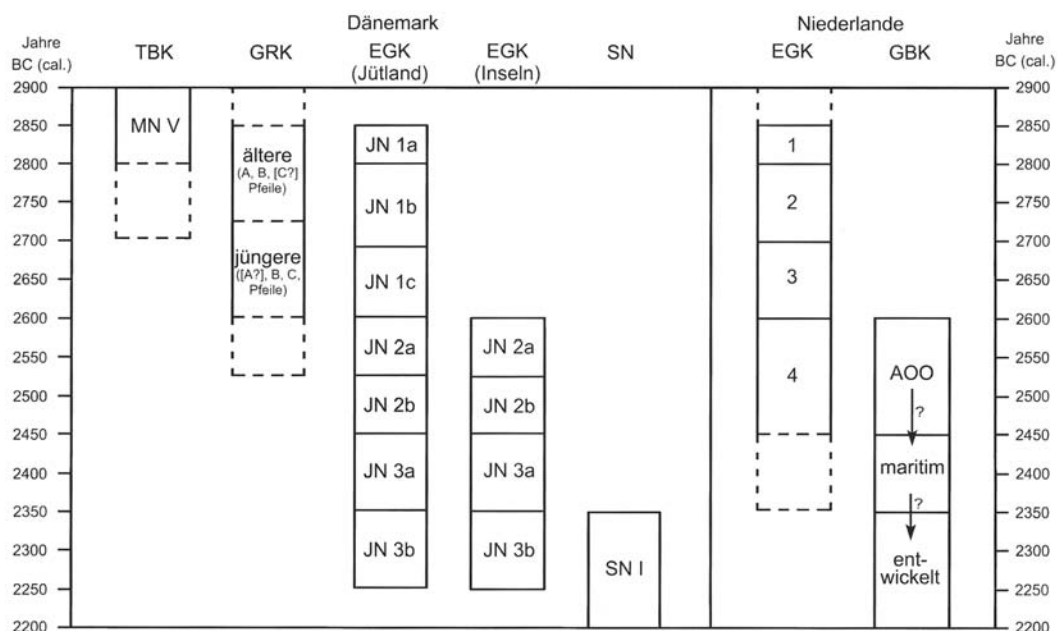 Dänemark
Niederlande
Jahre
BC (cal.)
TBK
GRK
EGK
(Jütland)
EGK
(Inseln)
SN
EGK
GBK
Jahre
BC (cal.)
2900
2850
2800
2750
2700
2650
2600
2550
2500
2450
2400
2350
2300
2250
2200
MN V
ältere
(A, B, [C?]
Pfeile)
jüngere
([A?], B, C,
Pfeile)
JN 1a
JN 1b
JN 1c
JN 2a
JN 2b
JN 3a
JN 3b
JN 2a
JN 2b
JN 3a
JN 3b
SN I
1
2
3
4
AOO
?
maritim
?
ent-
wickelt
2900
2850
2800
2750
2700
2650
2600
2550
2500
2450
2400
2350
2300
2250
2200